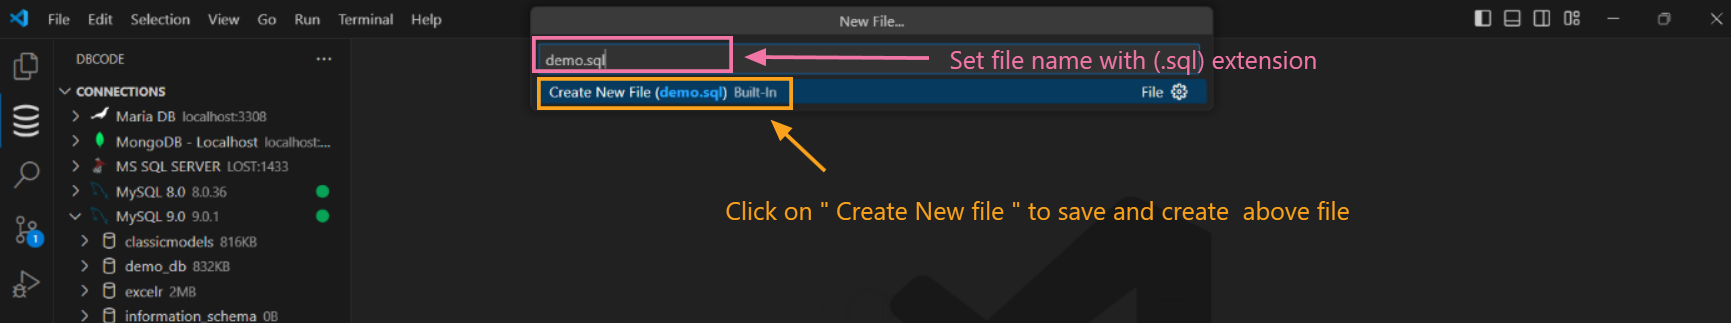 File Edit Selection View Go Run Terminal Help
New File...
DBCODE ...
demo.sql
Set file name with (.sql) extension
Create New File (demo.sql) Built-In File
CONNECTIONS
Maria DB localhost:3308
MongoDB - Localhost localhost:...
MS SQL SERVER LOST:1433
MySQL 8.0 8.0.36
MySQL 9.0 9.0.1
Click on " Create New file " to save and create above file
1
classicmodels 816KB
demo_db 832KB
excelr 2MB
information_schema 0B